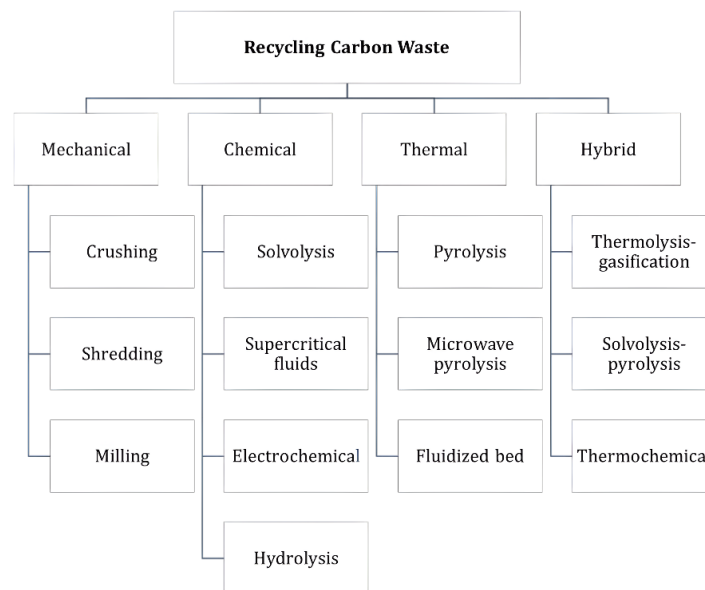 Recycling Carbon Waste
Mechanical
Chemical
Thermal
Hybrid
Crushing
Solvolysis
Pyrolysis
Thermolysis-
gasification
Shredding
Supercritical
fluids
Microwave
pyrolysis
Solvolysis-
pyrolysis
Milling
Electrochemical
Fluidized bed
Thermochemica
Hydrolysis